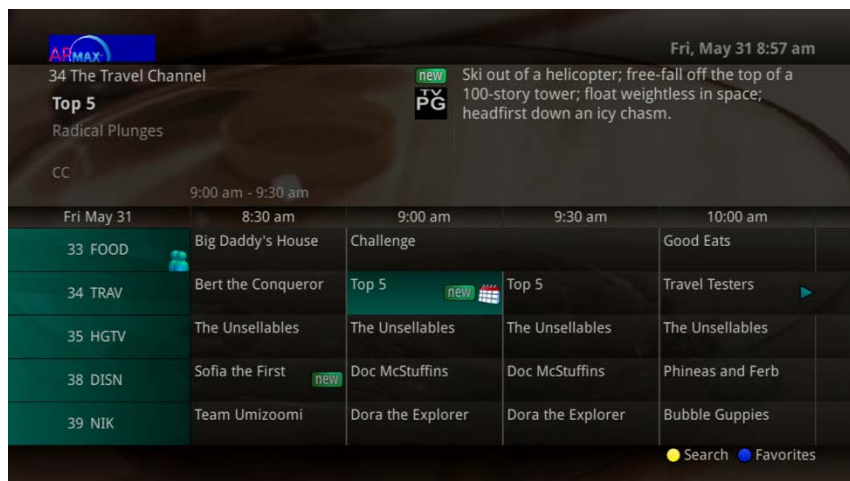 APMAX
Fri, May 31 8:57 am
34 The Travel Channel
new
Ski out of a helicopter; free-fall off the top of a
Top 5
TV
PG
100-story tower; float weightless in space;
headfirst down an icy chasm.
Radical Plunges
CC
9:00 am - 9:30 am
Fri May 31 8:30 am 9:00 am 9:30 am 10:00 am
33 FOOD Big Daddy's House Challenge Good Eats
34 TRAV Bert the Conqueror Top 5 new Top 5 Travel Testers
35 HGTV The Unsellables The Unsellables The Unsellables The Unsellables
38 DISN Sofia the First new Doc McStuffins Doc McStuffins Phineas and Ferb
39 NIK Team Umizoomi Dora the Explorer Dora the Explorer Bubble Guppies
Search Favorites